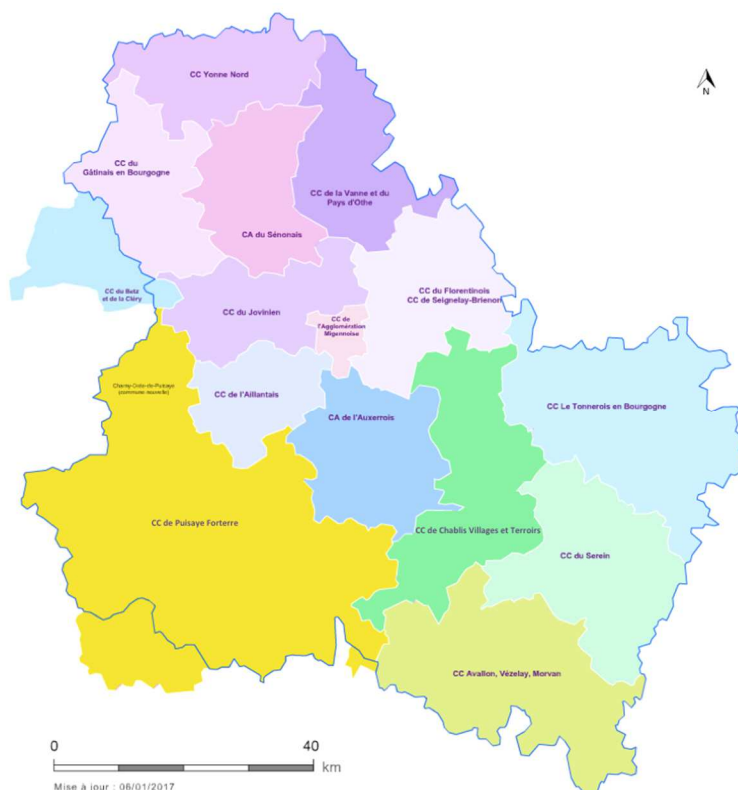 CC Yonne Nord
N
CC du
Gâtinais en Bourgogne
CC de la Vanne et du
Pays d'Othe
CA du Sénonais
CC du Betz
et de la Cléry
CC du Florentinois
CC de Seignelay-Brienon
CC du Jovinien
CC de
l'Agglomération
Migennoise
Charny-Orée-de-Puisaye
(commune nouvelle)
CC de l'Aillantais
CC Le Tonnerrois en Bourgogne
CA de l'Auxerrois
CC de Puisaye Forterre
CC de Chablis Villages et Terroirs
CC du Serein
CC Avallon, Vézelay, Morvan
0
40
km
Mise à jour : 06/01/2017